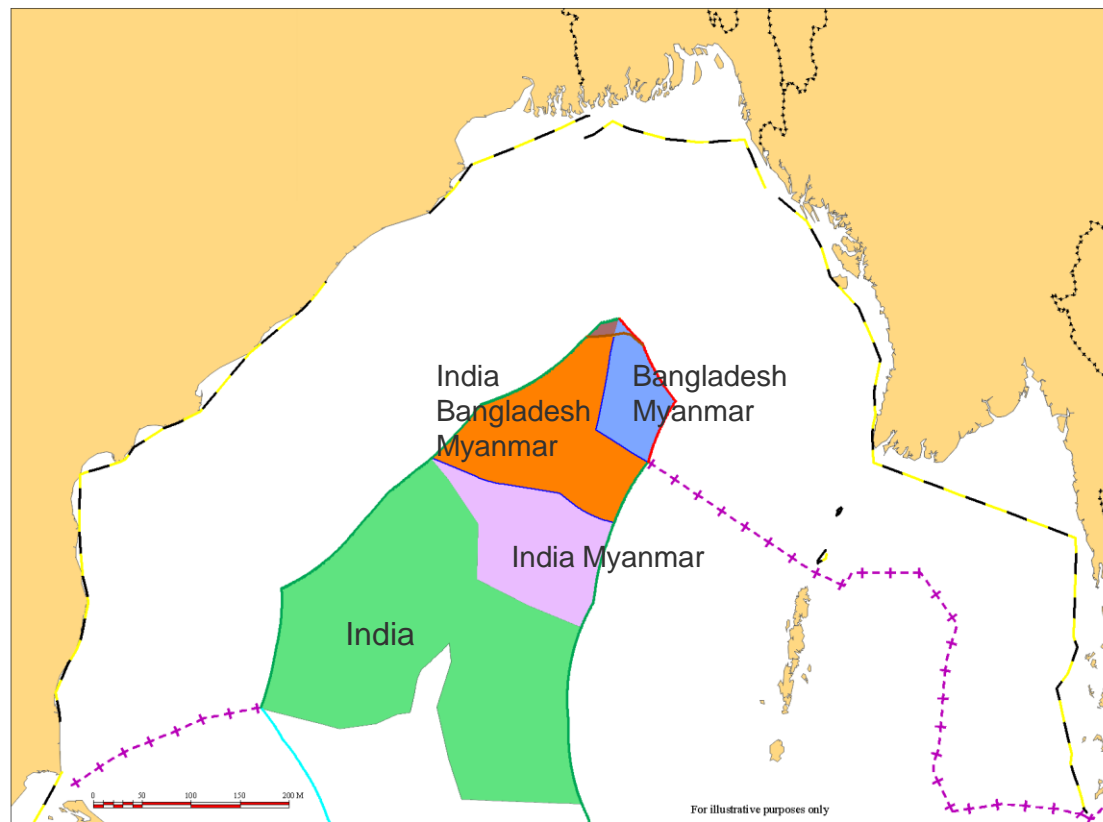 India
Bangladesh
Myanmar
Bangladesh
Myanmar
India Myanmar
India
0 50 100 150 200 M
For illustrative purposes only